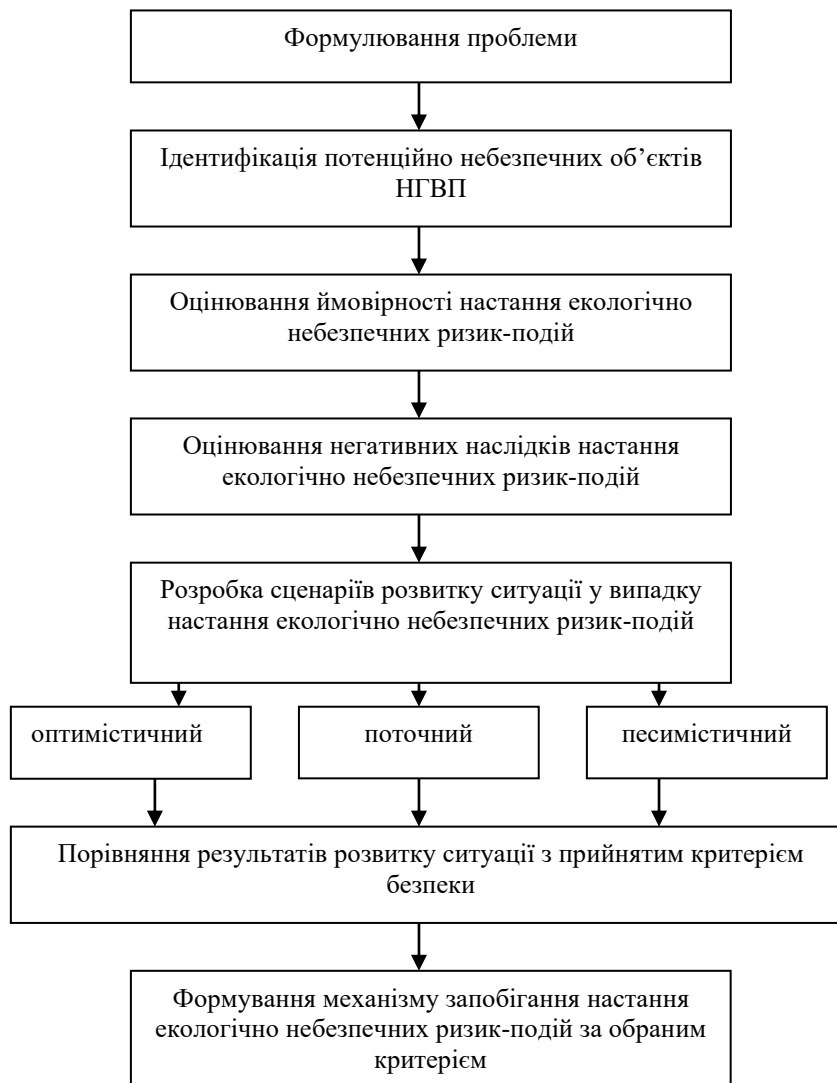 Формулювання проблеми
Ідентифікація потенційно небезпечних об’єктів
НГВП
Оцінювання ймовірності настання екологічно
небезпечних ризик-подій
Оцінювання негативних наслідків настання
екологічно небезпечних ризик-подій
Розробка сценаріїв розвитку ситуації у випадку
настання екологічно небезпечних ризик-подій
оптимістичний
поточний
песимістичний
Порівняння результатів розвитку ситуації з прийнятим критерієм
безпеки
Формування механізму запобігання настання
екологічно небезпечних ризик-подій за обраним
критерієм